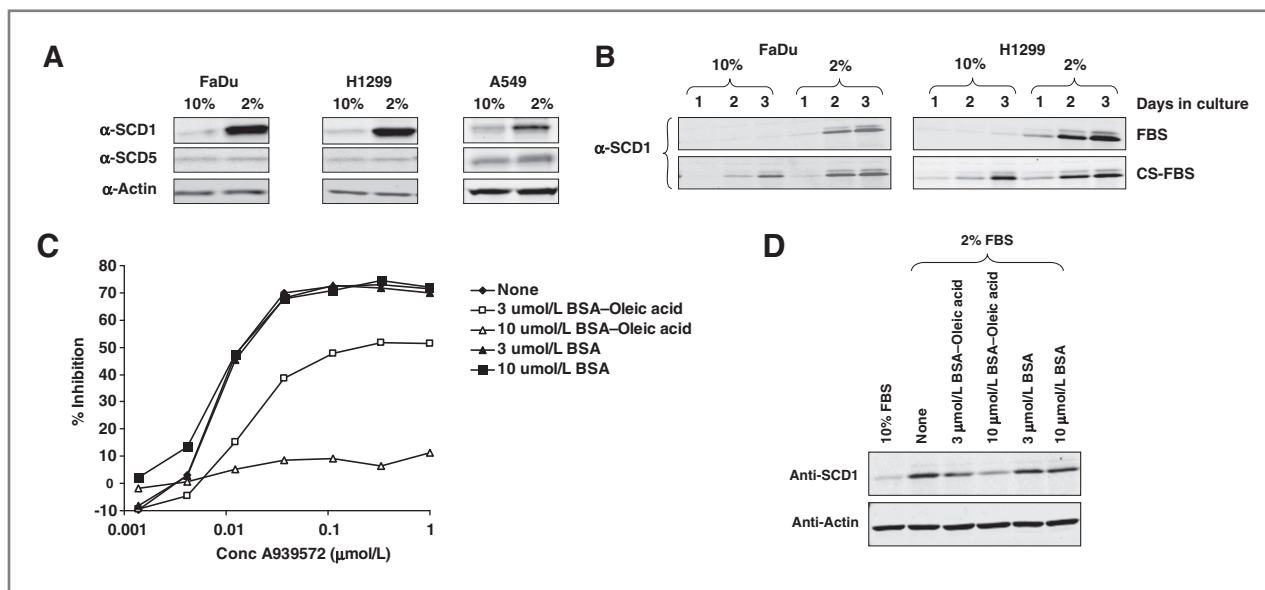 A
FaDu
10% 2%
H1299
10% 2%
A549
10% 2%
α-SCD1
α-SCD5
α-Actin
B
FaDu
10% 2%
1 2 3 1 2 3
H1299
10% 2%
1 2 3 1 2 3
Days in culture
α-SCD1
FBS
CS-FBS
C
80
70
60
50
40
30
20
10
0
-10
% Inhibition
0.001 0.01 0.1 1
Conc A939572 (μmol/L)
None
3 umol/L BSA–Oleic acid
10 umol/L BSA–Oleic acid
3 umol/L BSA
10 umol/L BSA
D
2% FBS
10% FBS
None
3 μmol/L BSA–Oleic acid
10 μmol/L BSA–Oleic acid
3 μmol/L BSA
10 μmol/L BSA
Anti-SCD1
Anti-Actin